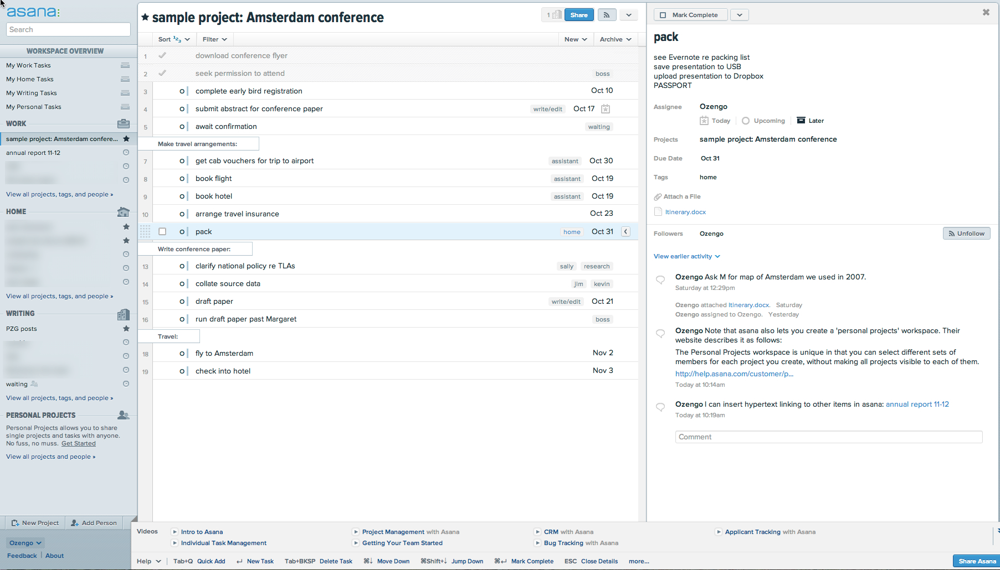 asana:
Search
WORKSPACE OVERVIEW
My Work Tasks
My Home Tasks
My Writing Tasks
My Personal Tasks
WORK
sample project: Amsterdam confere...
annual report 11-12
View all projects, tags, and people »
HOME
View all projects, tags, and people »
WRITING
PZG posts
waiting
View all projects, tags, and people »
PERSONAL PROJECTS
Personal Projects allows you to share
single projects and tasks with anyone.
No fuss, no muss. Get Started
View all projects and people »
New Project Add Person
Ozengo
Feedback About
sample project: Amsterdam conference
1 Share
Sort 123 Filter New Archive
1 download conference flyer
2 seek permission to attend boss
3 complete early bird registration Oct 10
4 submit abstract for conference paper write/edit Oct 17
5 await confirmation waiting
Make travel arrangements:
7 get cab vouchers for trip to airport assistant Oct 30
8 book flight assistant Oct 19
9 book hotel assistant Oct 19
10 arrange travel insurance Oct 23
pack home Oct 31
Write conference paper:
13 clarify national policy re TLAs sally research
14 collate source data jim kevin
15 draft paper write/edit Oct 21
16 run draft paper past Margaret boss
Travel:
18 fly to Amsterdam Nov 2
19 check into hotel Nov 3
Mark Complete
pack
see Evernote re packing list
save presentation to USB
upload presentation to Dropbox
PASSPORT
Assignee Ozengo
Today Upcoming Later
Projects sample project: Amsterdam conference
Due Date Oct 31
Tags home
Attach a File
Itinerary.docx
Followers Ozengo Unfollow
View earlier activity
Ozengo Ask M for map of Amsterdam we used in 2007.
Saturday at 12:29pm
Ozengo attached Itinerary.docx. Saturday
Ozengo assigned to Ozengo. Yesterday
Ozengo Note that asana also lets you create a 'personal projects' workspace. Their
website describes it as follows:
The Personal Projects workspace is unique in that you can select different sets of
members for each project you create, without making all projects visible to each of them.
http://help.asana.com/customer/p...
Today at 10:14am
Ozengo I can insert hypertext linking to other items in asana: annual report 11-12
Today at 10:19am
Comment
Videos Intro to Asana Project Management with Asana CRM with Asana Applicant Tracking with Asana
Individual Task Management Getting Your Team Started Bug Tracking with Asana
Help Tab+Q Quick Add ↵ New Task Tab+BKSP Delete Task ⌘↓ Move Down ⌘Shift+↓ Jump Down ⌘↵ Mark Complete ESC Close Details more... Share Asana